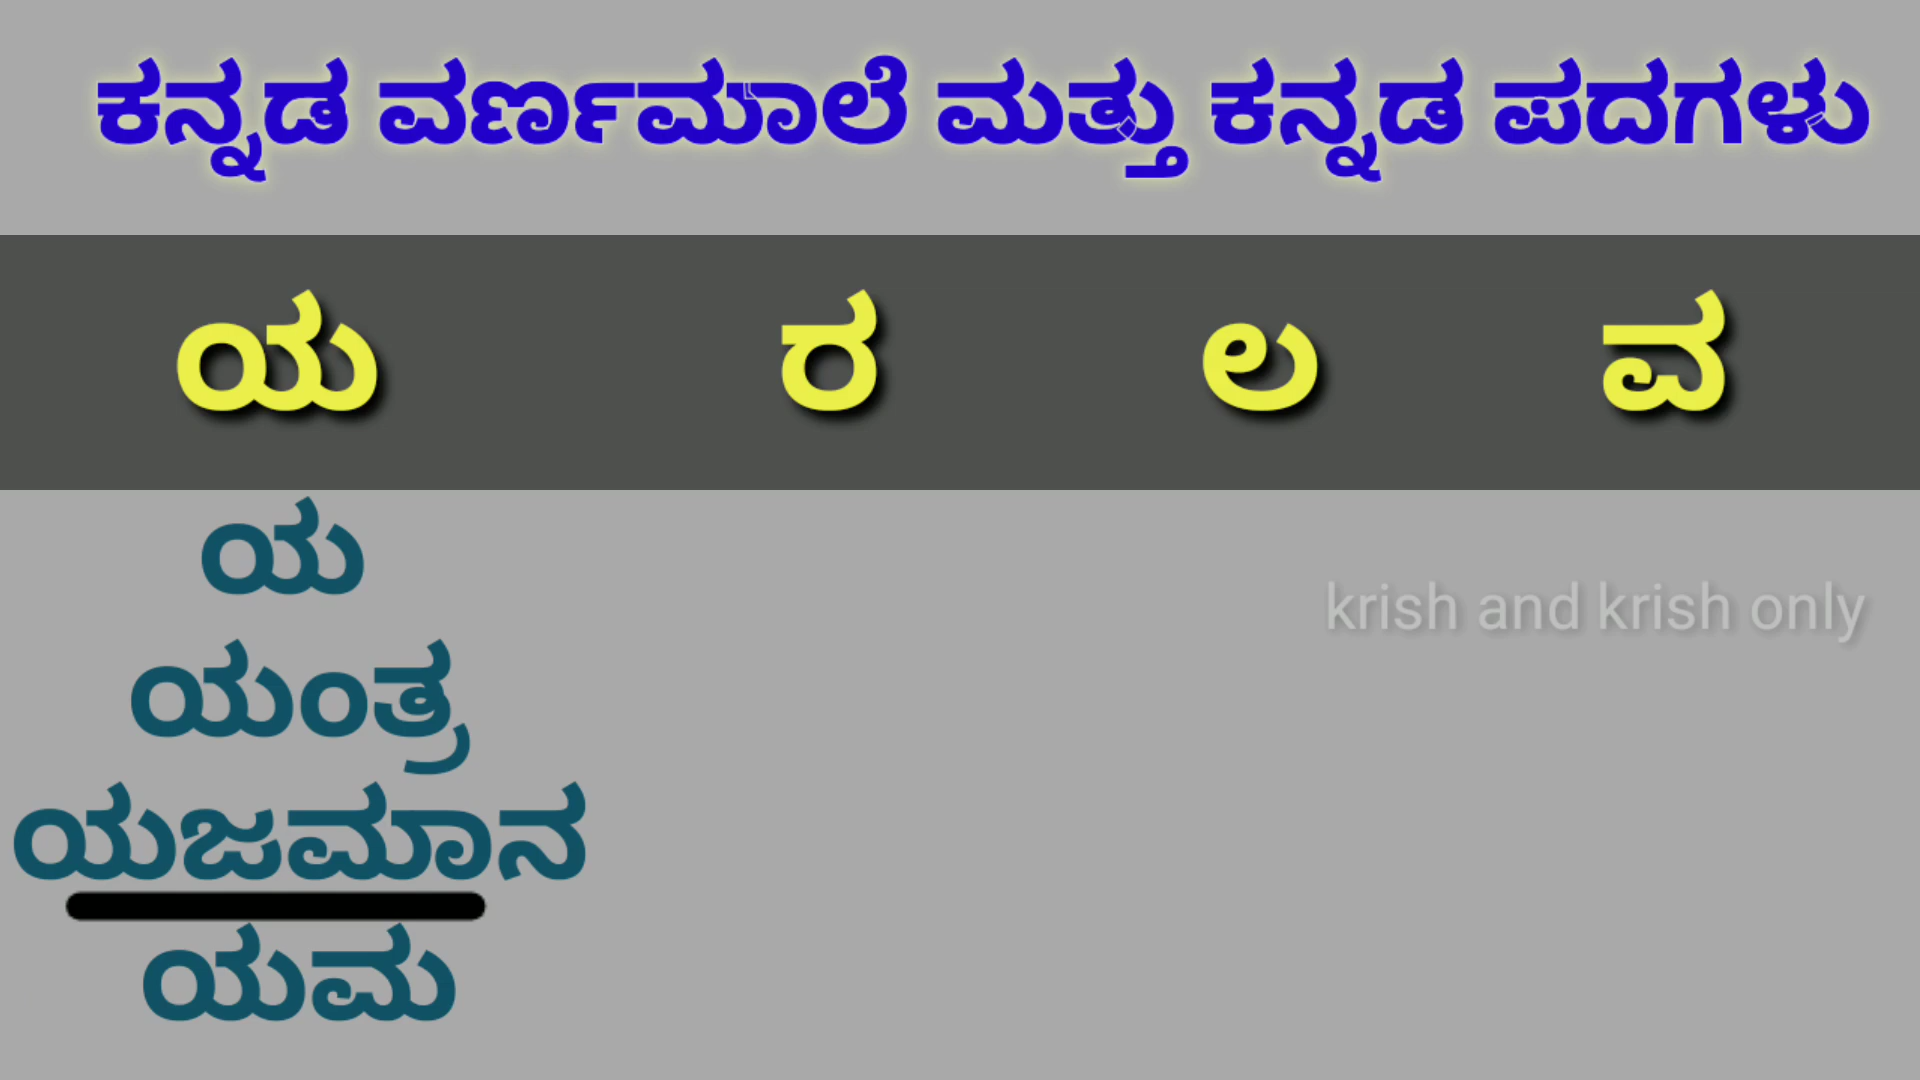 ಕನ್ನಡ ವರ್ಣಮಾಲೆ ಮತ್ತು ಕನ್ನಡ ಪದಗಳು
ಯ ರ ಲ ವ
ಯ
krish and krish only
ಯಂತ್ರ
ಯಜಮಾನ
ಯಮ